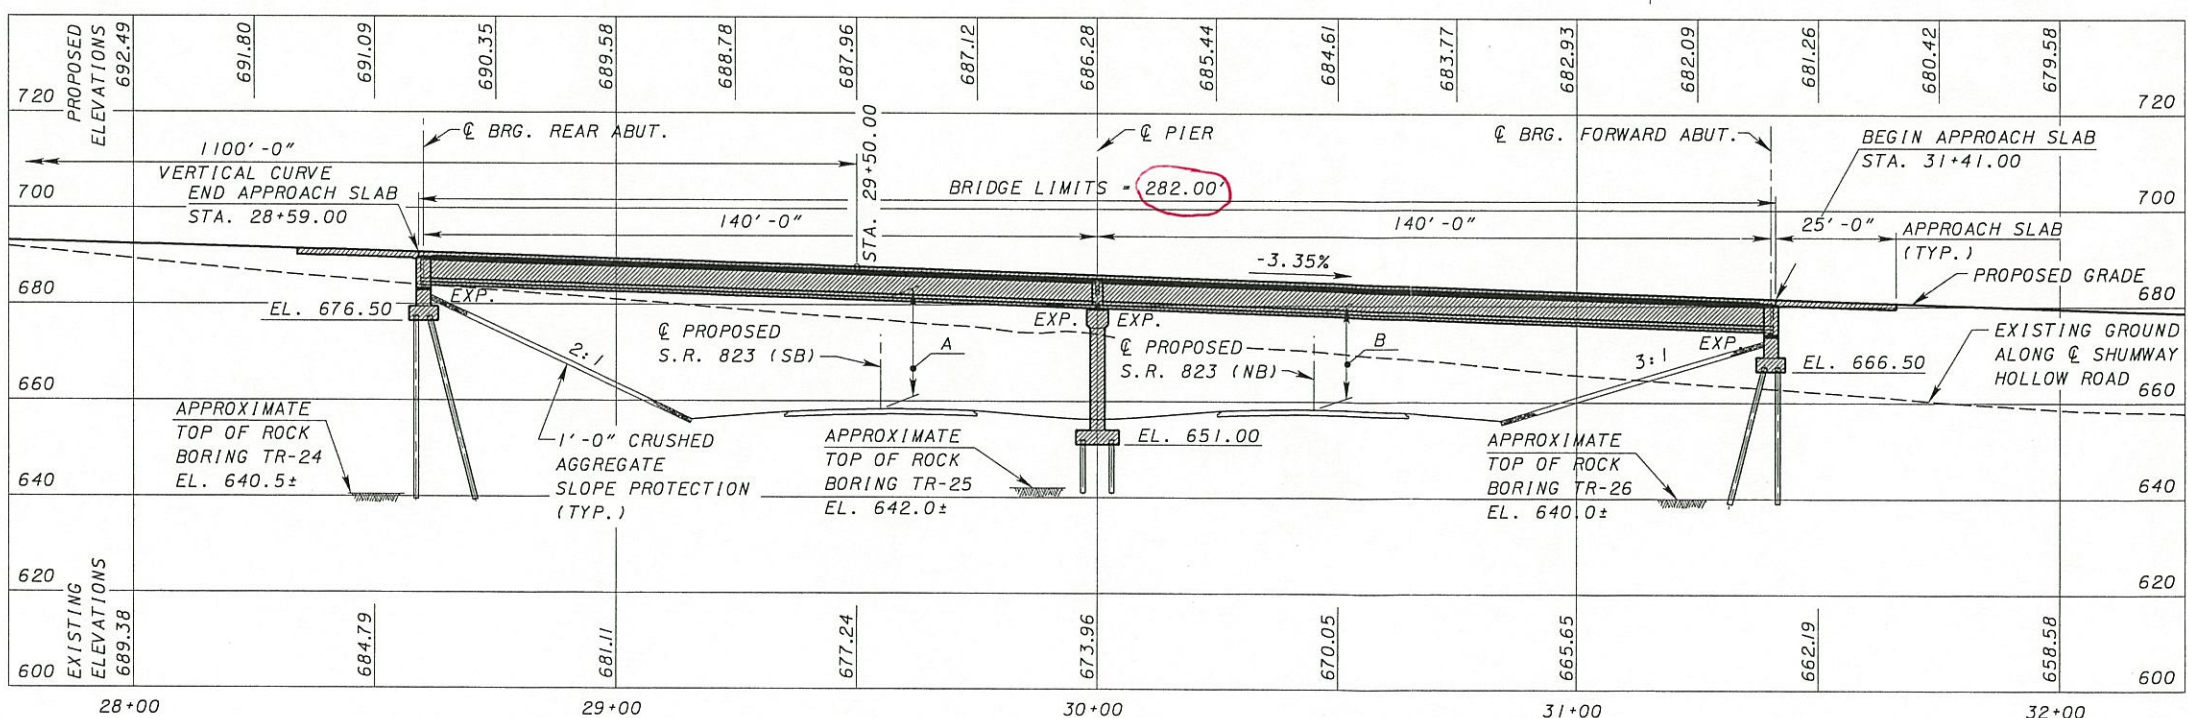 PROPOSED
ELEVATIONS
692.49
691.80
691.09
690.35
689.58
688.78
687.96
687.12
686.28
685.44
684.61
683.77
682.93
682.09
681.26
680.42
679.58
720
720
℄ BRG. REAR ABUT.
℄ PIER
℄ BRG. FORWARD ABUT.
BEGIN APPROACH SLAB
STA. 31+41.00
1100'-0"
VERTICAL CURVE
STA. 29+50.00
END APPROACH SLAB
STA. 28+59.00
BRIDGE LIMITS = 282.00'
700
700
140'-0"
140'-0"
25'-0"
APPROACH SLAB
(TYP.)
-3.35%
PROPOSED GRADE
680
680
EL. 676.50
EXP.
EXP.
EXP.
EXP.
℄ PROPOSED
S.R. 823 (SB)
A
℄ PROPOSED
S.R. 823 (NB)
B
2:1
3:1
EL. 666.50
EXISTING GROUND
ALONG ℄ SHUMWAY
HOLLOW ROAD
660
660
APPROXIMATE
TOP OF ROCK
BORING TR-24
EL. 640.5±
1'-0" CRUSHED
AGGREGATE
SLOPE PROTECTION
(TYP.)
APPROXIMATE
TOP OF ROCK
BORING TR-25
EL. 642.0±
EL. 651.00
APPROXIMATE
TOP OF ROCK
BORING TR-26
EL. 640.0±
640
640
620
620
EXISTING
ELEVATIONS
689.38
684.79
681.11
677.24
673.96
670.05
665.65
662.19
658.58
600
600
28+00
29+00
30+00
31+00
32+00